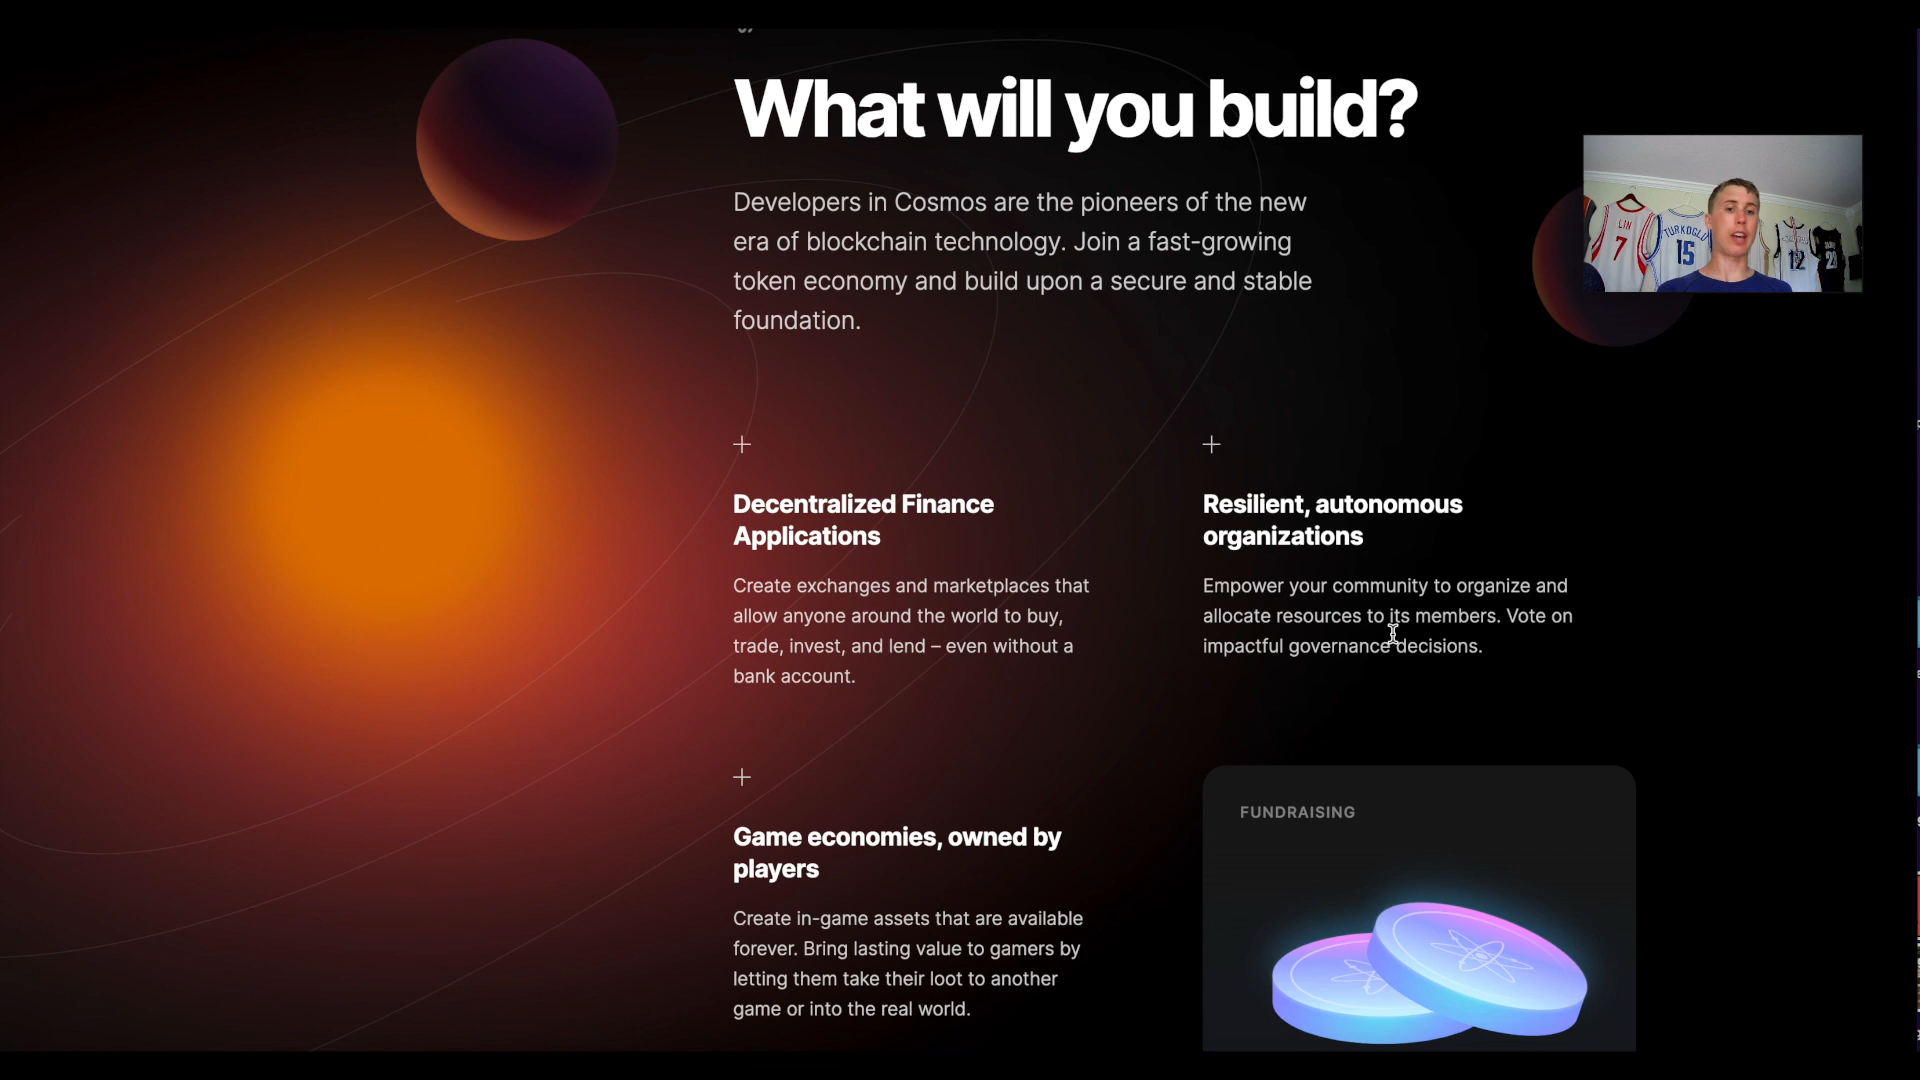 What will you build?
Developers in Cosmos are the pioneers of the new
era of blockchain technology. Join a fast-growing
token economy and build upon a secure and stable
foundation.
Decentralized Finance
Applications
Create exchanges and marketplaces that
allow anyone around the world to buy,
trade, invest, and lend – even without a
bank account.
Resilient, autonomous
organizations
Empower your community to organize and
allocate resources to its members. Vote on
impactful governance decisions.
Game economies, owned by
players
Create in-game assets that are available
forever. Bring lasting value to gamers by
letting them take their loot to another
game or into the real world.
FUNDRAISING
LIN
7
TURKOGLU
15
12